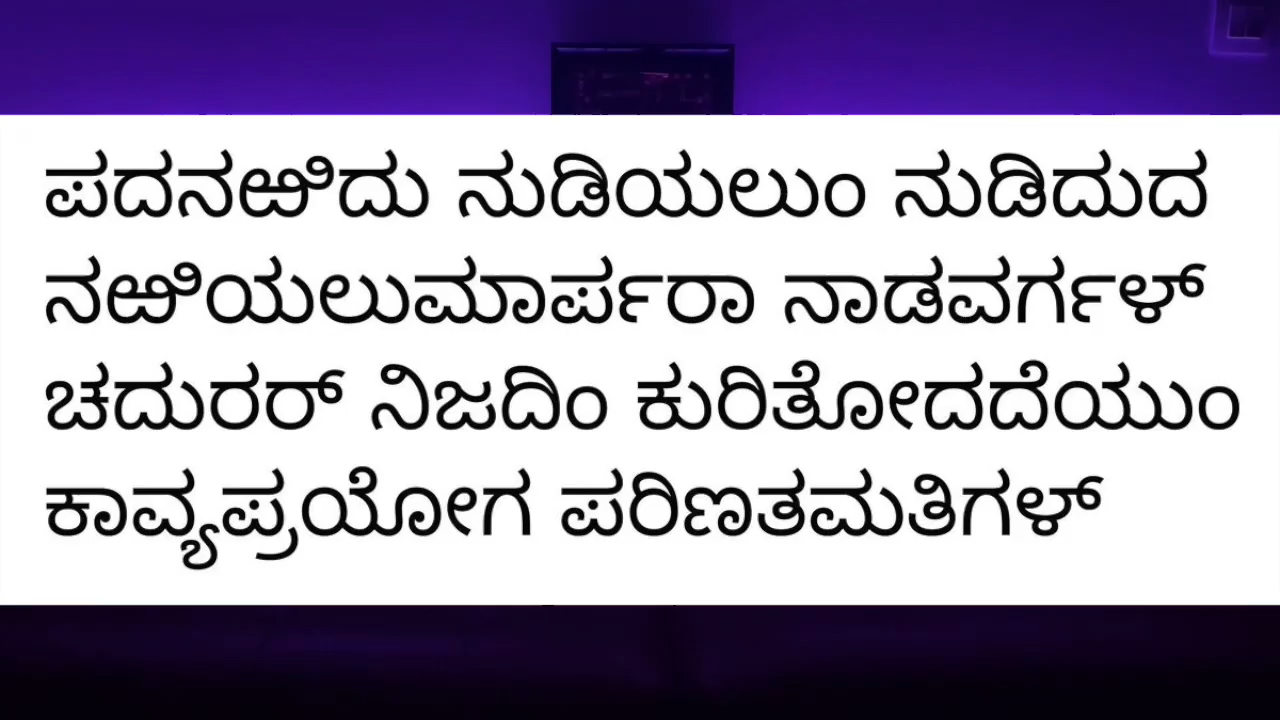 ಪದನಱಿದು ನುಡಿಯಲುಂ ನುಡಿದುದ
ನಱಿಯಲುಮಾರ್ಪರಾ ನಾಡವರ್ಗಳ್
ಚದುರರ್ ನಿಜದಿಂ ಕುರಿತೋದದೆಯುಂ
ಕಾವ್ಯಪ್ರಯೋಗ ಪರಿಣತಮತಿಗಳ್